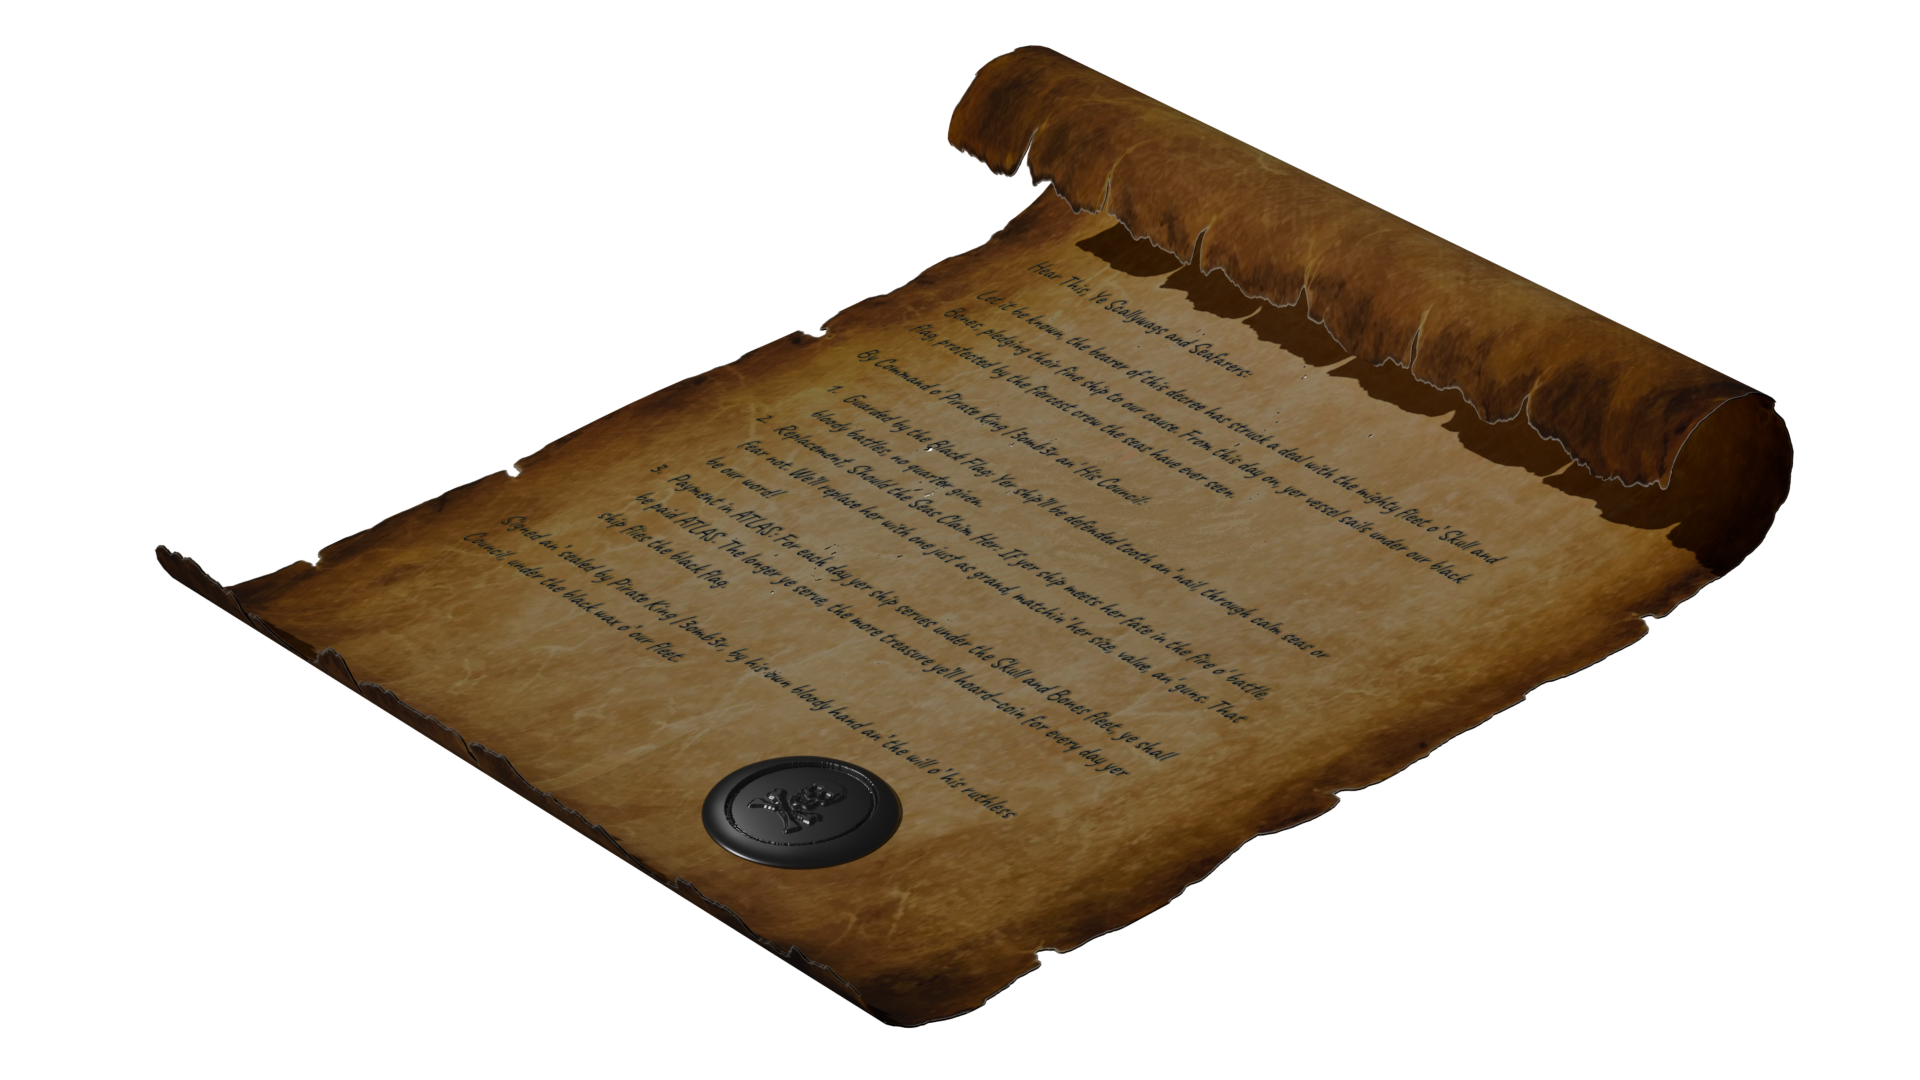 Hear This, Ye Scallywags and Seafarers:
Let it be known, the bearer of this decree has struck a deal with the mighty fleet o' Skull and
Bones, pledging their fine ship to our cause. From this day on, yer vessel sails under our black
flag, protected by the fiercest crew the seas have ever seen.
By Command o' Pirate King |3omb3r an' His Council:
1. Guarded by the Black Flag: Yer ship'll be defended tooth an' nail, through calm seas or
bloody battles, no quarter given.
2. Replacement, Should the Seas Claim Her: If yer ship meets her fate in the fire o' battle,
fear not. We'll replace her with one just as grand, matchin' her size, value, an' guns. That
be our word!
3. Payment in ATLAS: For each day yer ship serves under the Skull and Bones fleet, ye shall
be paid ATLAS. The longer ye serve, the more treasure ye'll hoard—coin for every day yer
ship flies the black flag.
Signed an' sealed by Pirate King |3omb3r, by his own bloody hand an' the will o' his ruthless
Council, under the black wax o' our fleet.